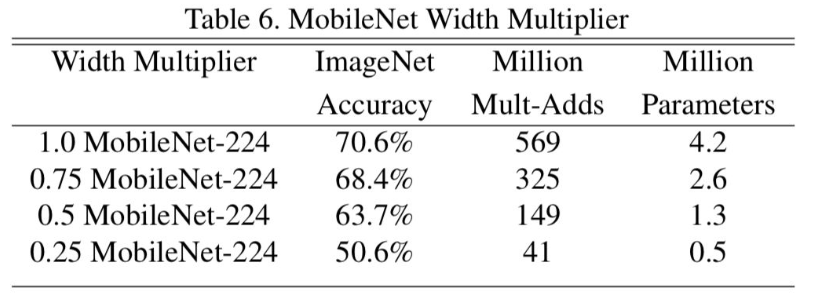 Table 6. MobileNet Width Multiplier
Width Multiplier ImageNet Million Million
Accuracy Mult-Adds Parameters
1.0 MobileNet-224 70.6% 569 4.2
0.75 MobileNet-224 68.4% 325 2.6
0.5 MobileNet-224 63.7% 149 1.3
0.25 MobileNet-224 50.6% 41 0.5